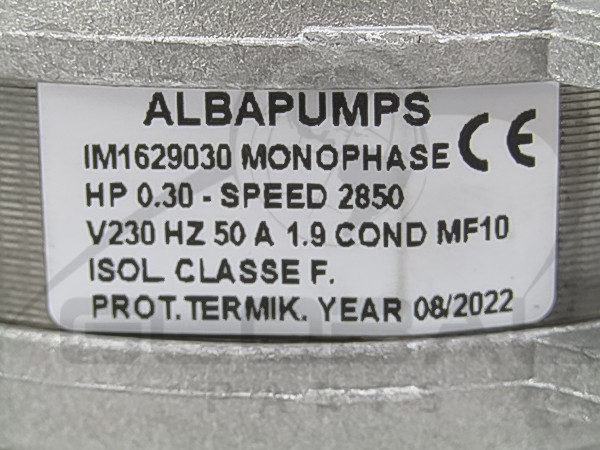 ALBAPUMPS
IM1629030 MONOPHASE CE
HP 0.30 - SPEED 2850
V230 HZ 50 A 1.9 COND MF10
ISOL CLASSE F.
PROT.TERMIK. YEAR 08/2022
GLOBAL